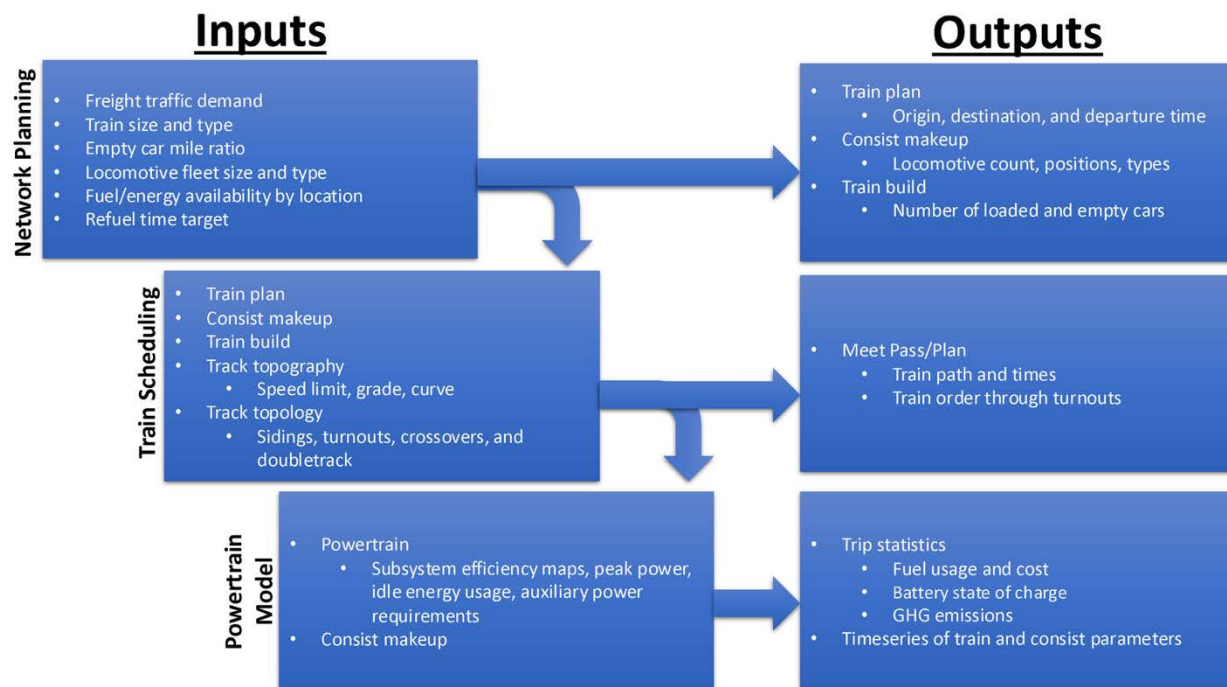 Inputs
Outputs
Network Planning
• Freight traffic demand
• Train size and type
• Empty car mile ratio
• Locomotive fleet size and type
• Fuel/energy availability by location
• Refuel time target
• Train plan
• Origin, destination, and departure time
• Consist makeup
• Locomotive count, positions, types
• Train build
• Number of loaded and empty cars
Train Scheduling
• Train plan
• Consist makeup
• Train build
• Track topography
• Speed limit, grade, curve
• Track topology
• Sidings, turnouts, crossovers, and
doubletrack
• Meet Pass/Plan
• Train path and times
• Train order through turnouts
Powertrain
Model
• Powertrain
• Subsystem efficiency maps, peak power,
idle energy usage, auxiliary power
requirements
• Consist makeup
• Trip statistics
• Fuel usage and cost
• Battery state of charge
• GHG emissions
• Timeseries of train and consist parameters